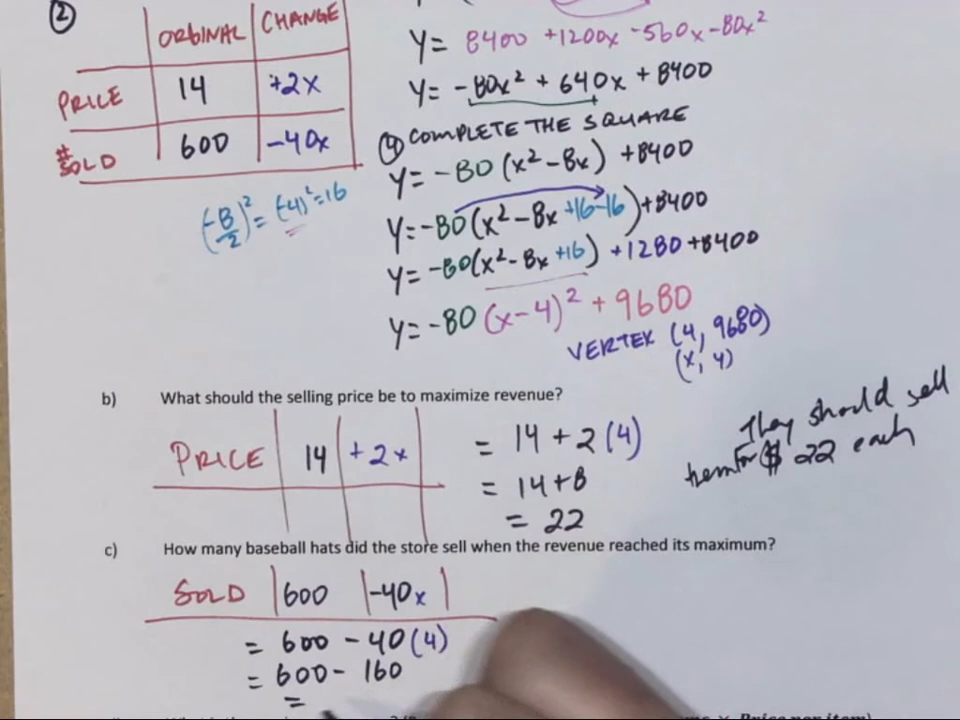 ②
ORGINAL CHANGE
PRICE 14 +2x
# SOLD 600 -40x
(-8/2)² = (-4)² = 16
y = 8400 + 1200x - 560x - 80x²
y = -80x² + 640x + 8400
④ COMPLETE THE SQUARE
y = -80 (x² - 8x) + 8400
y = -80 (x² - 8x + 16 - 16) + 8400
y = -80 (x² - 8x + 16) + 1280 + 8400
y = -80 (x - 4)² + 9680
VERTEX (4, 9680)
(x, y)
b) What should the selling price be to maximize revenue?
PRICE 14 + 2x
= 14 + 2 (4)
= 14 + 8
= 22
They should sell
them for $ 22 each
c) How many baseball hats did the store sell when the revenue reached its maximum?
SOLD 600 -40x
= 600 - 40 (4)
= 600 - 160
=
Price per item)